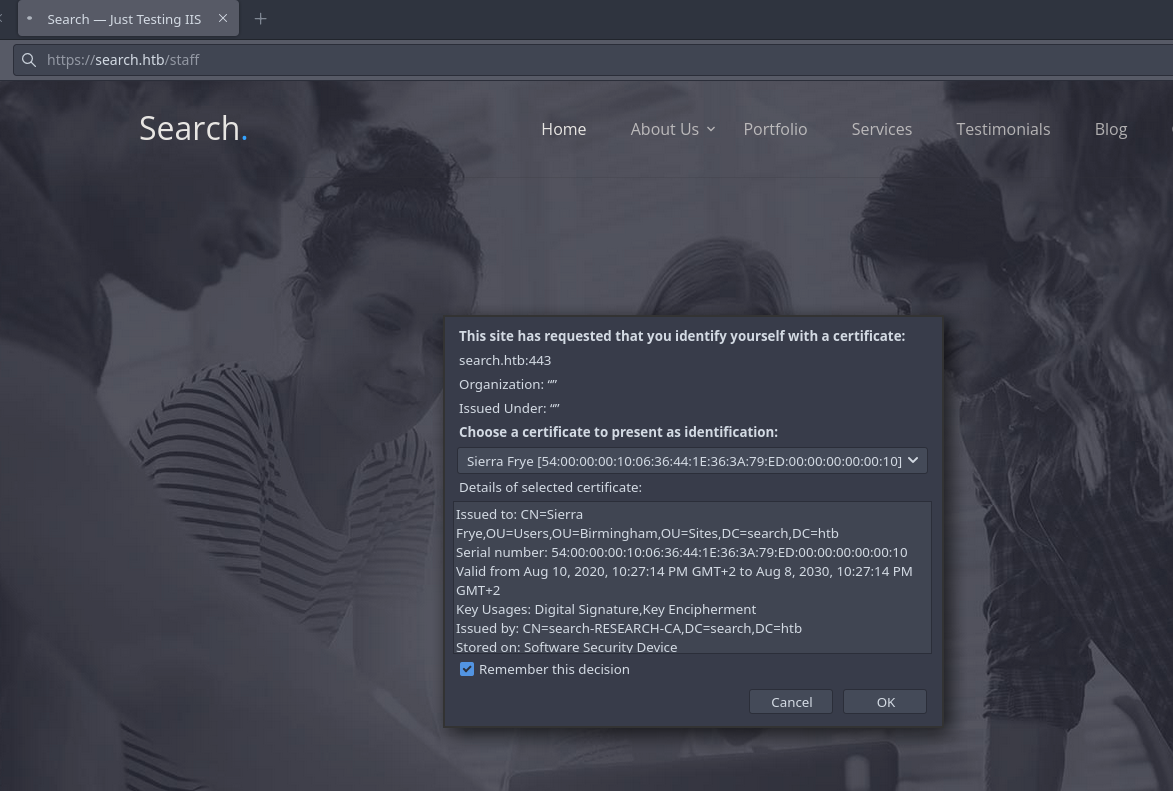 Search — Just Testing IIS
https://search.htb/staff
Search.
Home About Us Portfolio Services Testimonials Blog
This site has requested that you identify yourself with a certificate:
search.htb:443
Organization: “”
Issued Under: “”
Choose a certificate to present as identification:
Sierra Frye [54:00:00:00:10:06:36:44:1E:36:3A:79:ED:00:00:00:00:00:10]
Details of selected certificate:
Issued to: CN=Sierra
Frye,OU=Users,OU=Birmingham,OU=Sites,DC=search,DC=htb
Serial number: 54:00:00:00:10:06:36:44:1E:36:3A:79:ED:00:00:00:00:00:10
Valid from Aug 10, 2020, 10:27:14 PM GMT+2 to Aug 8, 2030, 10:27:14 PM
GMT+2
Key Usages: Digital Signature,Key Encipherment
Issued by: CN=search-RESEARCH-CA,DC=search,DC=htb
Stored on: Software Security Device
Remember this decision
Cancel OK